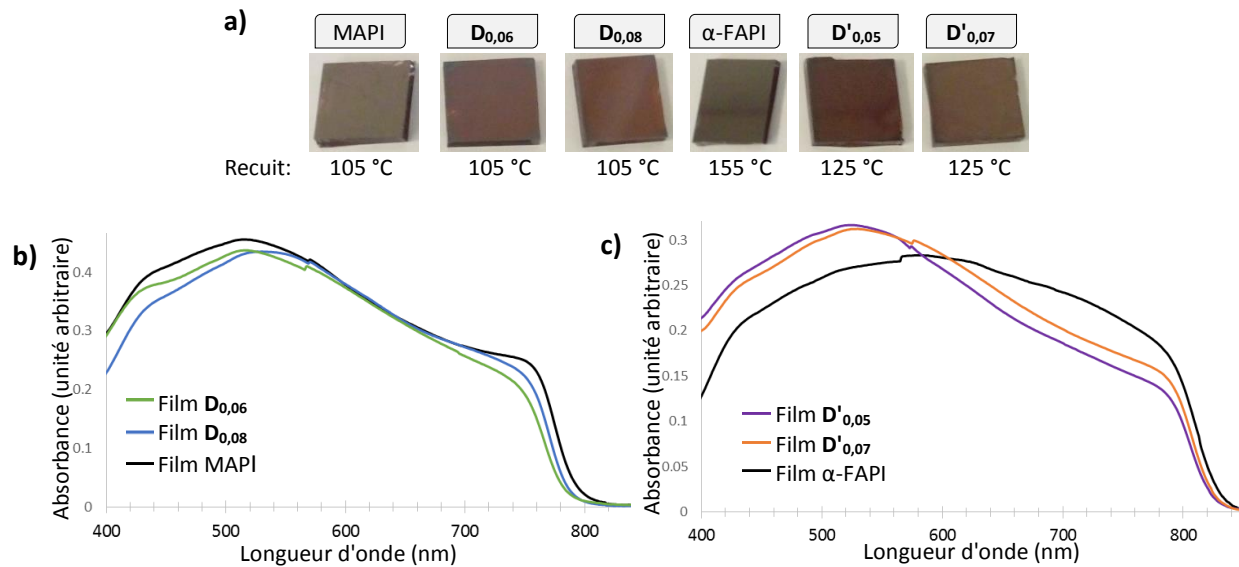 a)
MAPI D0,06 D0,08 α-FAPI D'0,05 D'0,07
Recuit: 105 °C 105 °C 105 °C 155 °C 125 °C 125 °C
b)
Absorbance (unité arbitraire)
0.4
0.3
0.2
0.1
0
Film D0,06
Film D0,08
Film MAPI
400 500 600 700 800
Longueur d'onde (nm)
c)
Absorbance (unité arbitraire)
0.3
0.25
0.2
0.15
0.1
0.05
0
Film D'0,05
Film D'0,07
Film α-FAPI
400 500 600 700 800
Longueur d'onde (nm)